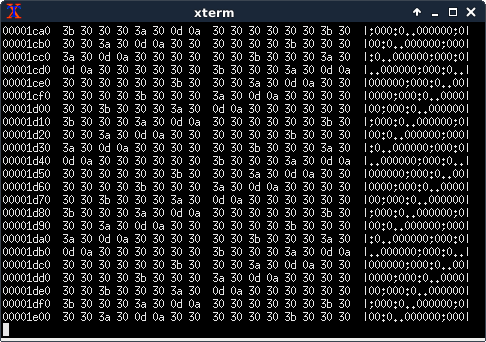 xterm
00001ca0  3b 30 30 30 3a 30 0d 0a  30 30 30 30 30 30 3b 30  |;000:0..000000;0|
00001cb0  30 30 3a 30 0d 0a 30 30  30 30 30 30 3b 30 30 30  |00:0..000000;000|
00001cc0  3a 30 0d 0a 30 30 30 30  30 30 3b 30 30 30 3a 30  |:0..000000;000:0|
00001cd0  0d 0a 30 30 30 30 30 30  3b 30 30 30 3a 30 0d 0a  |..000000;000:0..|
00001ce0  30 30 30 30 30 30 3b 30  30 30 3a 30 0d 0a 30 30  |000000;000:0..00|
00001cf0  30 30 30 30 3b 30 30 30  3a 30 0d 0a 30 30 30 30  |0000;000:0..0000|
00001d00  30 30 3b 30 30 30 3a 30  0d 0a 30 30 30 30 30 30  |00;000:0..000000|
00001d10  3b 30 30 30 3a 30 0d 0a  30 30 30 30 30 30 3b 30  |;000:0..000000;0|
00001d20  30 30 3a 30 0d 0a 30 30  30 30 30 30 3b 30 30 30  |00:0..000000;000|
00001d30  3a 30 0d 0a 30 30 30 30  30 30 3b 30 30 30 3a 30  |:0..000000;000:0|
00001d40  0d 0a 30 30 30 30 30 30  3b 30 30 30 3a 30 0d 0a  |..000000;000:0..|
00001d50  30 30 30 30 30 30 3b 30  30 30 3a 30 0d 0a 30 30  |000000;000:0..00|
00001d60  30 30 30 30 3b 30 30 30  3a 30 0d 0a 30 30 30 30  |0000;000:0..0000|
00001d70  30 30 3b 30 30 30 3a 30  0d 0a 30 30 30 30 30 30  |00;000:0..000000|
00001d80  3b 30 30 30 3a 30 0d 0a  30 30 30 30 30 30 3b 30  |;000:0..000000;0|
00001d90  30 30 3a 30 0d 0a 30 30  30 30 30 30 3b 30 30 30  |00:0..000000;000|
00001da0  3a 30 0d 0a 30 30 30 30  30 30 3b 30 30 30 3a 30  |:0..000000;000:0|
00001db0  0d 0a 30 30 30 30 30 30  3b 30 30 30 3a 30 0d 0a  |..000000;000:0..|
00001dc0  30 30 30 30 30 30 3b 30  30 30 3a 30 0d 0a 30 30  |000000;000:0..00|
00001dd0  30 30 30 30 3b 30 30 30  3a 30 0d 0a 30 30 30 30  |0000;000:0..0000|
00001de0  30 30 3b 30 30 30 3a 30  0d 0a 30 30 30 30 30 30  |00;000:0..000000|
00001df0  3b 30 30 30 3a 30 0d 0a  30 30 30 30 30 30 3b 30  |;000:0..000000;0|
00001e00  30 30 3a 30 0d 0a 30 30  30 30 30 30 3b 30 30 30  |00:0..000000;000|